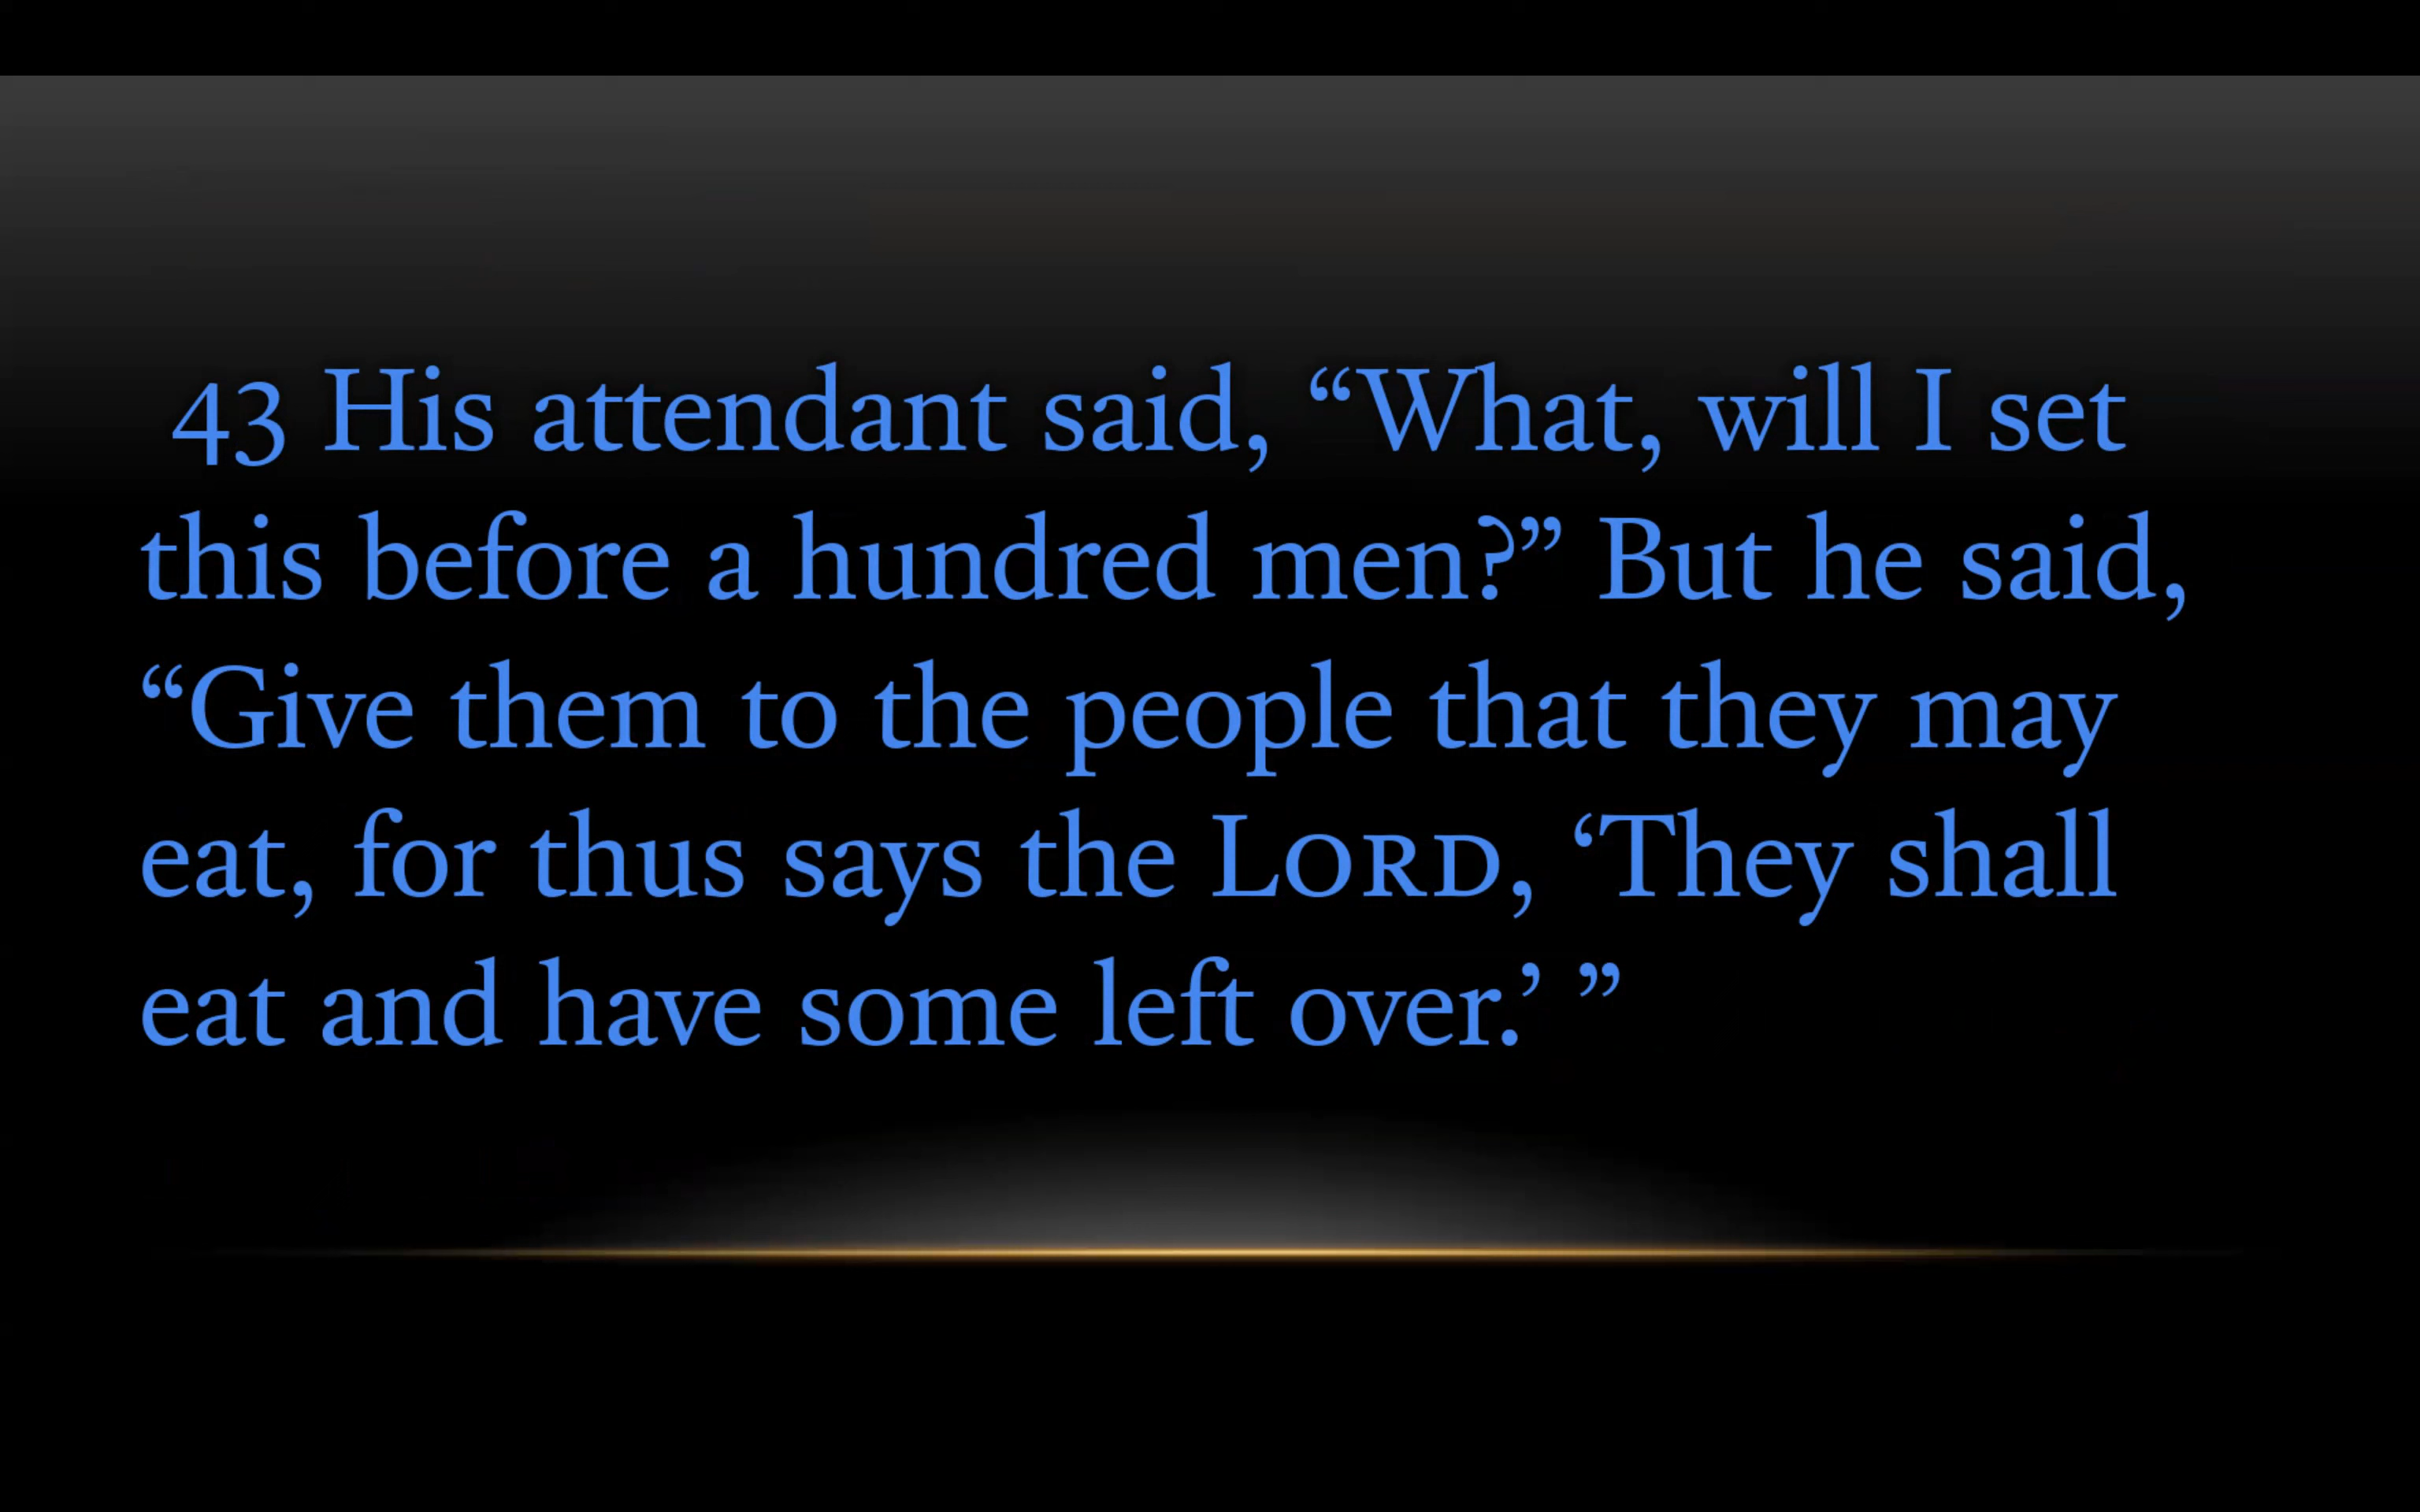 43 His attendant said, “What, will I set
this before a hundred men?” But he said,
“Give them to the people that they may
eat, for thus says the LORD, ‘They shall
eat and have some left over.’ ”